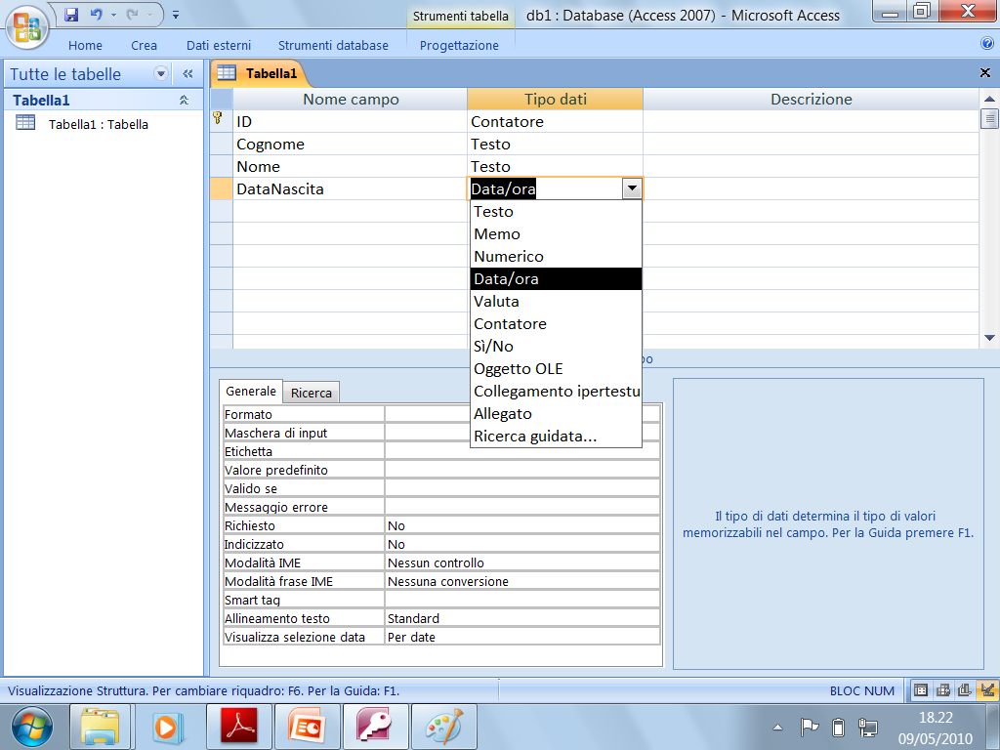 Strumenti tabella
db1 : Database (Access 2007) - Microsoft Access
Home Crea Dati esterni Strumenti database Progettazione
Tutte le tabelle
Tabella1
Tabella1 : Tabella
Tabella1
Nome campo Tipo dati Descrizione
ID Contatore
Cognome Testo
Nome Testo
DataNascita Data/ora
Testo
Memo
Numerico
Data/ora
Valuta
Contatore
Sì/No
Oggetto OLE
Collegamento ipertestu
Allegato
Ricerca guidata...
Generale Ricerca
Formato
Maschera di input
Etichetta
Valore predefinito
Valido se
Messaggio errore
Richiesto No
Indicizzato No
Modalità IME Nessun controllo
Modalità frase IME Nessuna conversione
Smart tag
Allineamento testo Standard
Visualizza selezione data Per date
Il tipo di dati determina il tipo di valori
memorizzabili nel campo. Per la Guida premere F1.
Visualizzazione Struttura. Per cambiare riquadro: F6. Per la Guida: F1.
BLOC NUM
18.22
09/05/2010